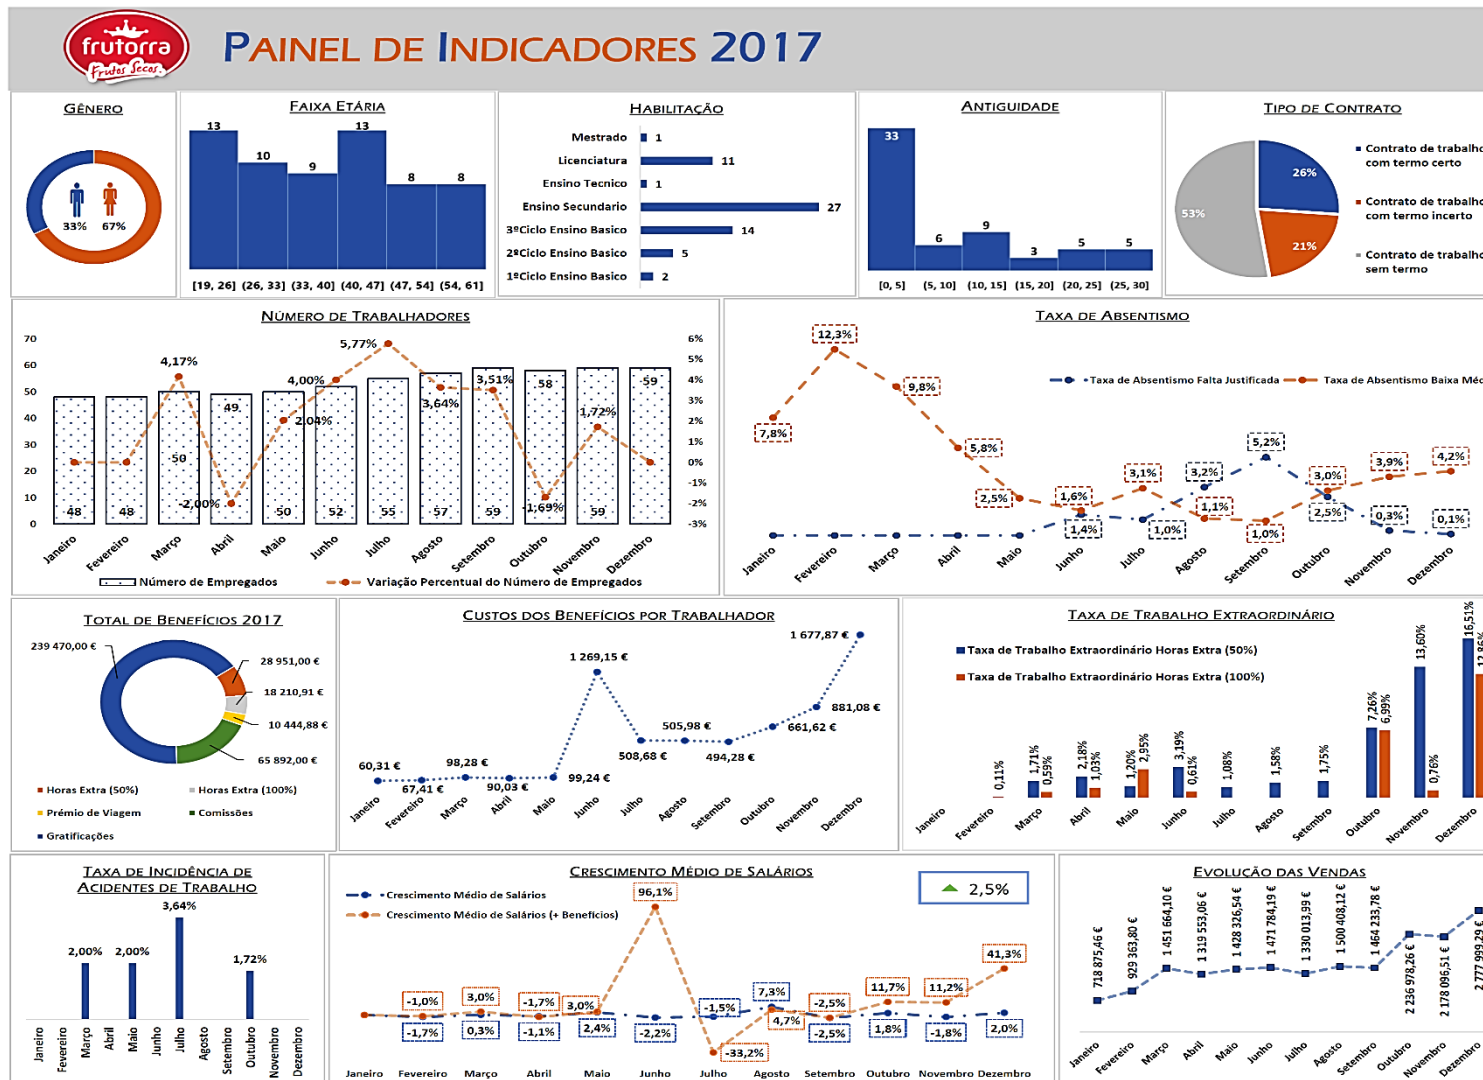 frutorra
Frutos Secos
PAINEL DE INDICADORES 2017
GÊNERO
33% 67%
FAIXA ETÁRIA
13 10 9 13 8 8
[19, 26] (26, 33] (33, 40] (40, 47] (47, 54] (54, 61]
HABILITAÇÃO
Mestrado 1
Licenciatura 11
Ensino Tecnico 1
Ensino Secundario 27
3ºCiclo Ensino Basico 14
2ºCiclo Ensino Basico 5
1ºCiclo Ensino Basico 2
ANTIGUIDADE
33 6 9 3 5 5
[0, 5] (5, 10] (10, 15] (15, 20] (20, 25] (25, 30]
TIPO DE CONTRATO
26%
21%
53%
Contrato de trabalho
com termo certo
Contrato de trabalho
com termo incerto
Contrato de trabalho
sem termo
NÚMERO DE TRABALHADORES
70
60
50
40
30
20
10
0
6%
5%
4%
3%
2%
1%
0%
-1%
-2%
-3%
4,17% -2,00% 2,04% 4,00% 5,77% 3,64% 3,51% -1,69% 1,72%
48 48 50 49 50 52 55 57 59 58 59 59
Janeiro Fevereiro Março Abril Maio Junho Julho Agosto Setembro Outubro Novembro Dezembro
Número de Empregados
Variação Percentual do Número de Empregados
TAXA DE ABSENTISMO
Taxa de Absentismo Falta Justificada
Taxa de Absentismo Baixa Méd
7,8% 12,3% 9,8% 5,8% 2,5% 1,6% 3,1% 1,1% 1,0% 3,0% 3,9% 4,2%
1,4% 1,0% 3,2% 5,2% 2,5% 0,3% 0,1%
Janeiro Fevereiro Março Abril Maio Junho Julho Agosto Setembro Outubro Novembro Dezembro
TOTAL DE BENEFÍCIOS 2017
239 470,00 €
28 951,00 €
18 210,91 €
10 444,88 €
65 892,00 €
Horas Extra (50%)
Horas Extra (100%)
Prémio de Viagem
Comissões
Gratificações
CUSTOS DOS BENEFÍCIOS POR TRABALHADOR
60,31 € 67,41 € 98,28 € 90,03 € 99,24 € 1 269,15 € 508,68 € 505,98 € 494,28 € 661,62 € 881,08 € 1 677,87 €
Janeiro Fevereiro Março Abril Maio Junho Julho Agosto Setembro Outubro Novembro Dezembro
TAXA DE TRABALHO EXTRAORDINÁRIO
Taxa de Trabalho Extraordinário Horas Extra (50%)
Taxa de Trabalho Extraordinário Horas Extra (100%)
0,11% 1,71% 0,59% 2,18% 1,03% 1,20% 2,95% 3,19% 0,61% 1,08% 1,58% 1,75% 7,26% 6,99% 13,60% 0,76% 16,51%
Janeiro Fevereiro Março Abril Maio Junho Julho Agosto Setembro Outubro Novembro Dezembro
TAXA DE INCIDÊNCIA DE
ACIDENTES DE TRABALHO
2,00% 2,00% 3,64% 1,72%
Janeiro Fevereiro Março Abril Maio Junho Julho Agosto Setembro Outubro Novembro Dezembro
CRESCIMENTO MÉDIO DE SALÁRIOS
Crescimento Médio de Salários
Crescimento Médio de Salários (+ Benefícios)
2,5%
-1,0% 3,0% -1,7% 3,0% 96,1% -33,2% 4,7% -2,5% 11,7% 11,2% 41,3%
-1,7% 0,3% -1,1% 2,4% -2,2% -1,5% 7,3% -2,5% 1,8% -1,8% 2,0%
Janeiro Fevereiro Março Abril Maio Junho Julho Agosto Setembro Outubro Novembro Dezembro
EVOLUÇÃO DAS VENDAS
718 875,46 €
929 363,80 €
1 451 664,10 €
1 319 553,06 €
1 428 326,54 €
1 471 784,19 €
1 330 013,99 €
1 500 408,12 €
1 464 233,78 €
2 236 978,26 €
2 178 096,51 €
2 777 999,29 €
Janeiro Fevereiro Março Abril Maio Junho Julho Agosto Setembro Outubro Novembro Dezembro